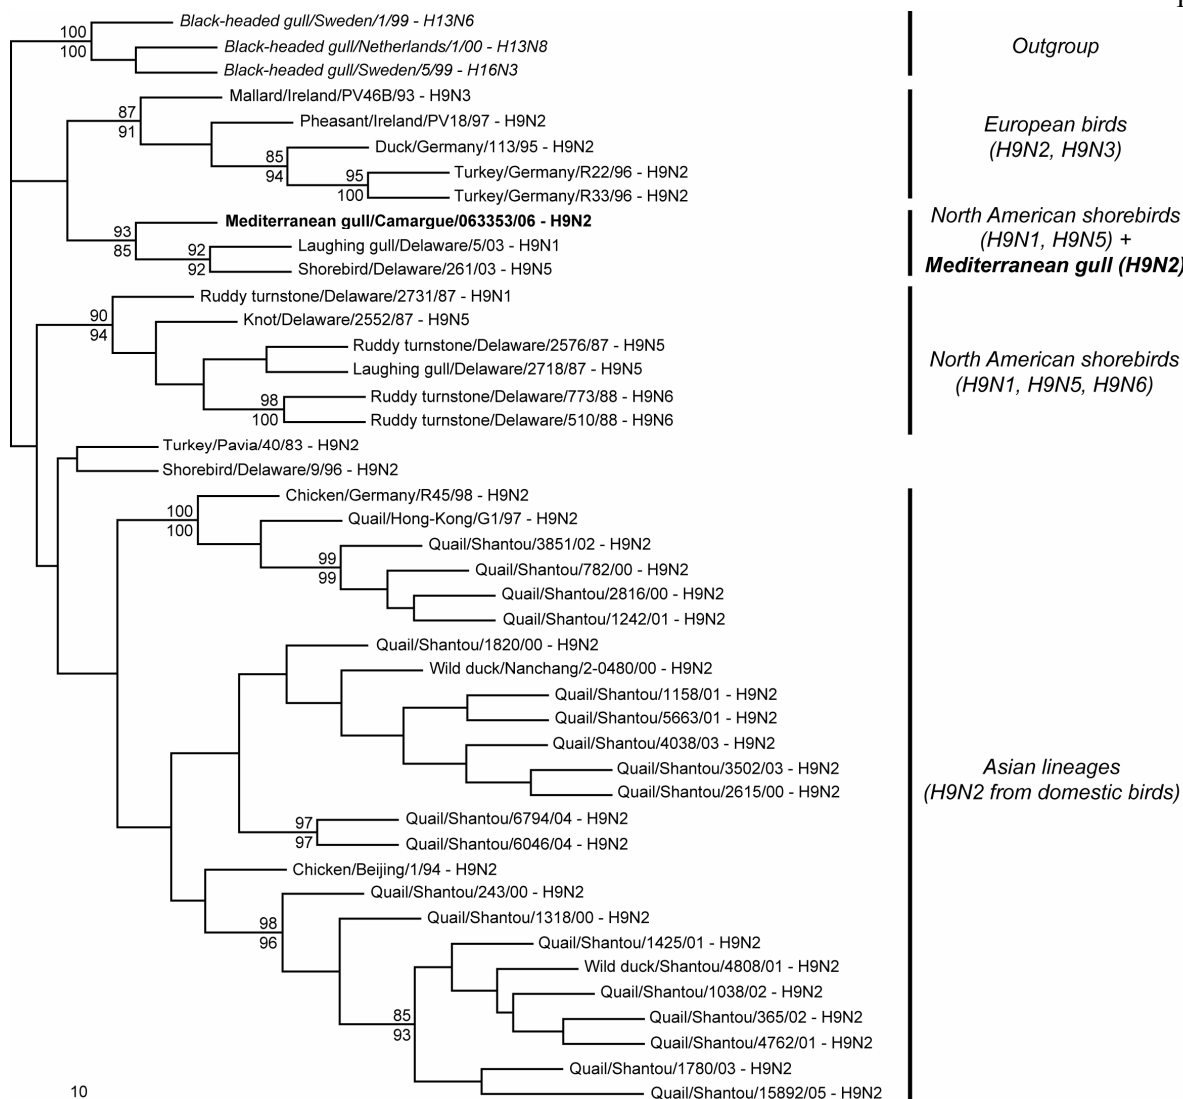 100
100
Black-headed gull/Sweden/1/99 - H13N6
Black-headed gull/Netherlands/1/00 - H13N8
Black-headed gull/Sweden/5/99 - H16N3
Outgroup
87
91
Mallard/Ireland/PV46B/93 - H9N3
Pheasant/Ireland/PV18/97 - H9N2
85
94
Duck/Germany/113/95 - H9N2
95
100
Turkey/Germany/R22/96 - H9N2
Turkey/Germany/R33/96 - H9N2
European birds
(H9N2, H9N3)
93
85
Mediterranean gull/Camargue/063353/06 - H9N2
92
92
Laughing gull/Delaware/5/03 - H9N1
Shorebird/Delaware/261/03 - H9N5
North American shorebirds
(H9N1, H9N5) +
Mediterranean gull (H9N2)
90
94
Ruddy turnstone/Delaware/2731/87 - H9N1
Knot/Delaware/2552/87 - H9N5
Ruddy turnstone/Delaware/2576/87 - H9N5
Laughing gull/Delaware/2718/87 - H9N5
98
100
Ruddy turnstone/Delaware/773/88 - H9N6
Ruddy turnstone/Delaware/510/88 - H9N6
North American shorebirds
(H9N1, H9N5, H9N6)
Turkey/Pavia/40/83 - H9N2
Shorebird/Delaware/9/96 - H9N2
100
100
Chicken/Germany/R45/98 - H9N2
Quail/Hong-Kong/G1/97 - H9N2
99
99
Quail/Shantou/3851/02 - H9N2
Quail/Shantou/782/00 - H9N2
Quail/Shantou/2816/00 - H9N2
Quail/Shantou/1242/01 - H9N2
Quail/Shantou/1820/00 - H9N2
Wild duck/Nanchang/2-0480/00 - H9N2
Quail/Shantou/1158/01 - H9N2
Quail/Shantou/5663/01 - H9N2
Quail/Shantou/4038/03 - H9N2
Quail/Shantou/3502/03 - H9N2
Quail/Shantou/2615/00 - H9N2
97
97
Quail/Shantou/6794/04 - H9N2
Quail/Shantou/6046/04 - H9N2
Chicken/Beijing/1/94 - H9N2
98
96
Quail/Shantou/243/00 - H9N2
Quail/Shantou/1318/00 - H9N2
85
93
Quail/Shantou/1425/01 - H9N2
Wild duck/Shantou/4808/01 - H9N2
Quail/Shantou/1038/02 - H9N2
Quail/Shantou/365/02 - H9N2
Quail/Shantou/4762/01 - H9N2
Quail/Shantou/1780/03 - H9N2
Quail/Shantou/15892/05 - H9N2
Asian lineages
(H9N2 from domestic birds)
10